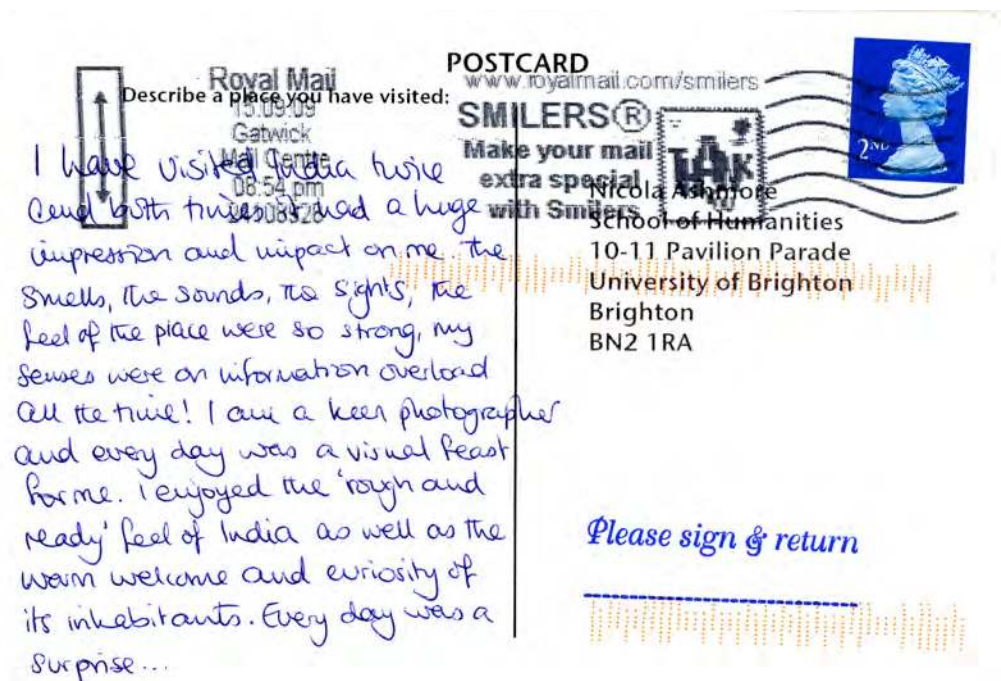 POSTCARD
Describe a place you have visited:
Royal Mail
15.09.09
Gatwick
Mail Centre
08:54 pm
www.royalmail.com/smilers
SMILERS®
Make your mail
extra special
with Smilers
THANK
2ND
I have visited India twice
and both times it had a huge
impression and impact on me. The
smells, the sounds, the sights, the
feel of the place were so strong, my
senses were on information overload
all the time! I am a keen photographer
and every day was a visual feast
for me. I enjoyed the 'rough and
ready' feel of India as well as the
warm welcome and curiosity of
its inhabitants. Every day was a
surprise...
Nicola Ashmore
School of Humanities
10-11 Pavilion Parade
University of Brighton
Brighton
BN2 1RA
Please sign & return